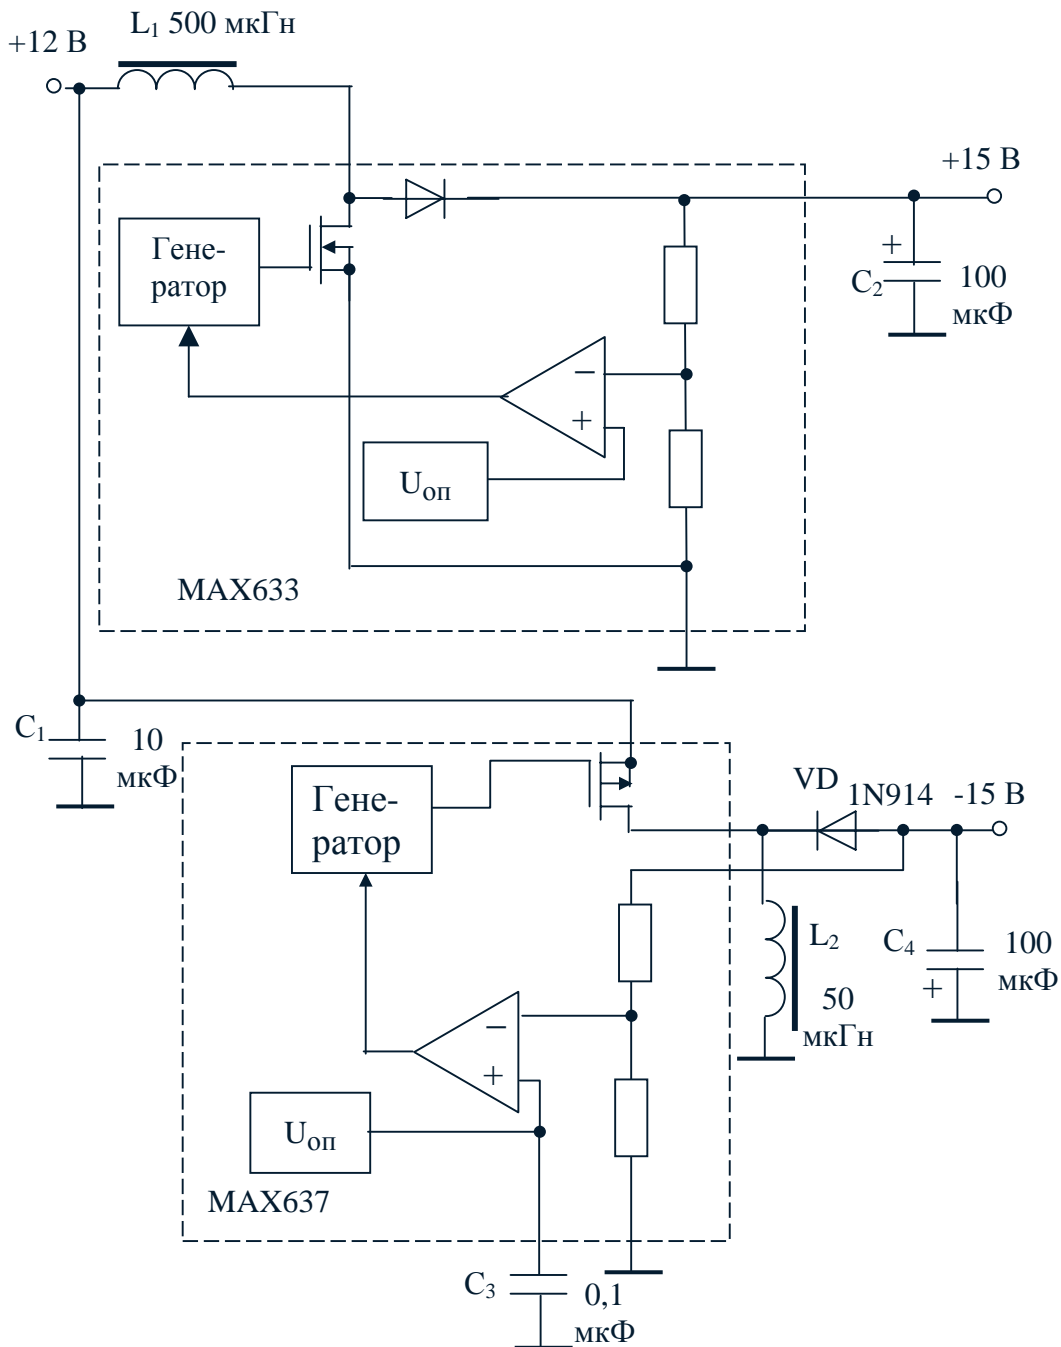 L₁ 500 мкГн
+12 В
+15 В
Гене-
ратор
+
C₂
100
мкФ
−
+
Uоп
MAX633
C₁
10
мкФ
VD
1N914
-15 В
Гене-
ратор
L₂
50
мкГн
C₄
100
мкФ
+
−
+
Uоп
MAX637
C₃
0,1
мкФ